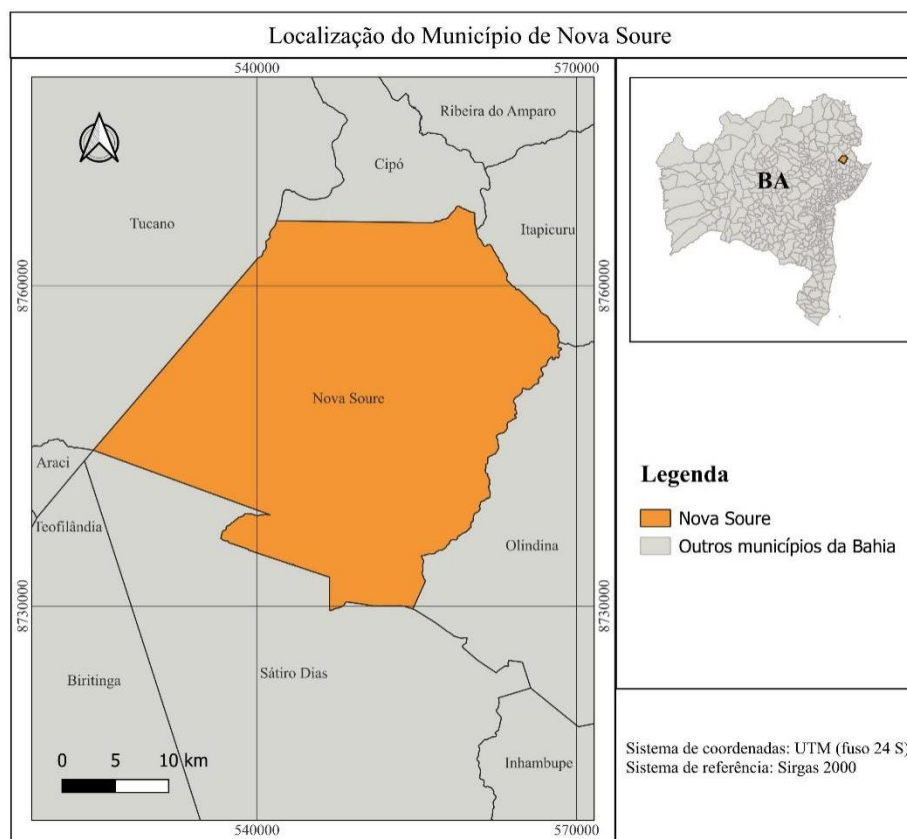 Localização do Município de Nova Soure
540000
570000
Ribeira do Amparo
Cipó
Tucano
Itapicuru
8760000
8760000
Nova Soure
Araci
Teofilândia
Olindina
8730000
8730000
Sátiro Dias
Biritinga
Inhambupe
0 5 10 km
540000
570000
BA
Legenda
Nova Soure
Outros municípios da Bahia
Sistema de coordenadas: UTM (fuso 24 S)
Sistema de referência: Sirgas 2000